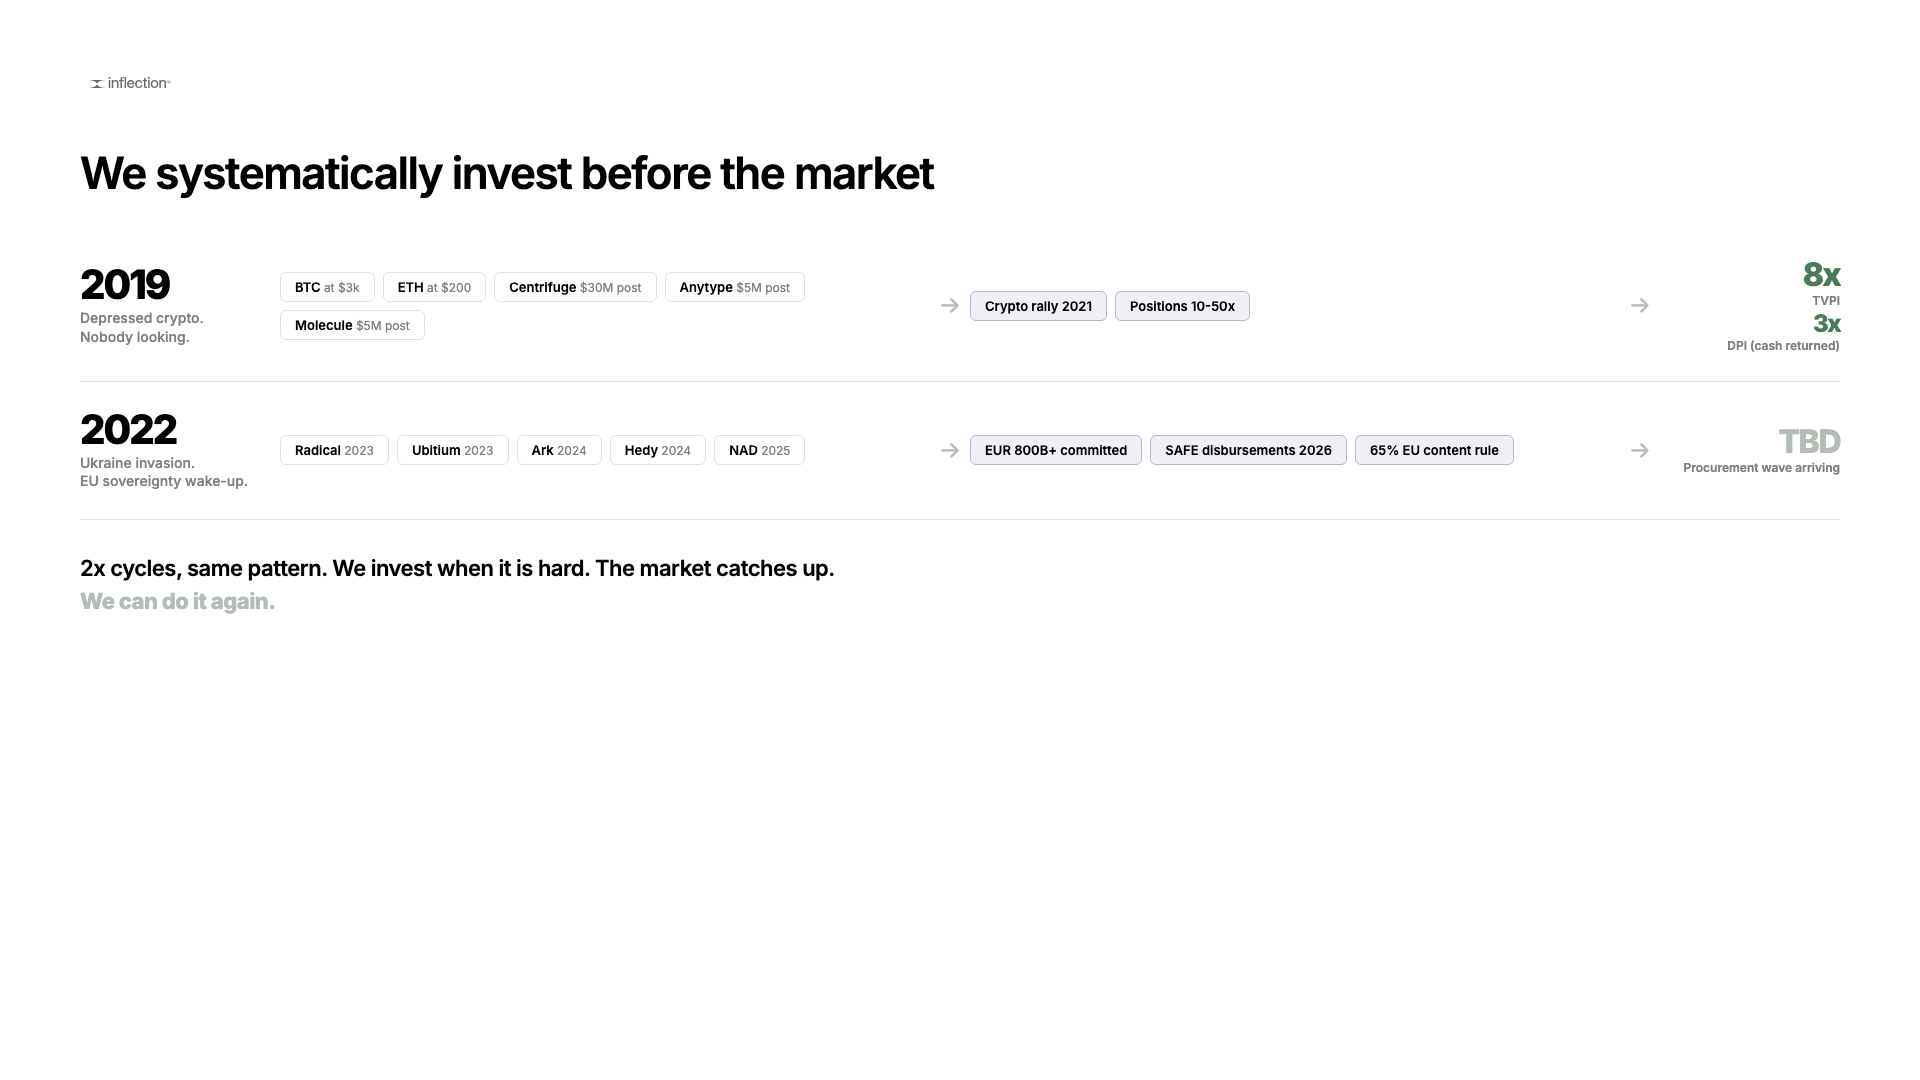 inflection®
We systematically invest before the market
2019
Depressed crypto.
Nobody looking.
BTC at $3k
ETH at $200
Centrifuge $30M post
Anytype $5M post
Molecule $5M post
→
Crypto rally 2021
Positions 10-50x
→
8x
TVPI
3x
DPI (cash returned)
2022
Ukraine invasion.
EU sovereignty wake-up.
Radical 2023
Ubitium 2023
Ark 2024
Hedy 2024
NAD 2025
→
EUR 800B+ committed
SAFE disbursements 2026
65% EU content rule
→
TBD
Procurement wave arriving
2x cycles, same pattern. We invest when it is hard. The market catches up.
We can do it again.